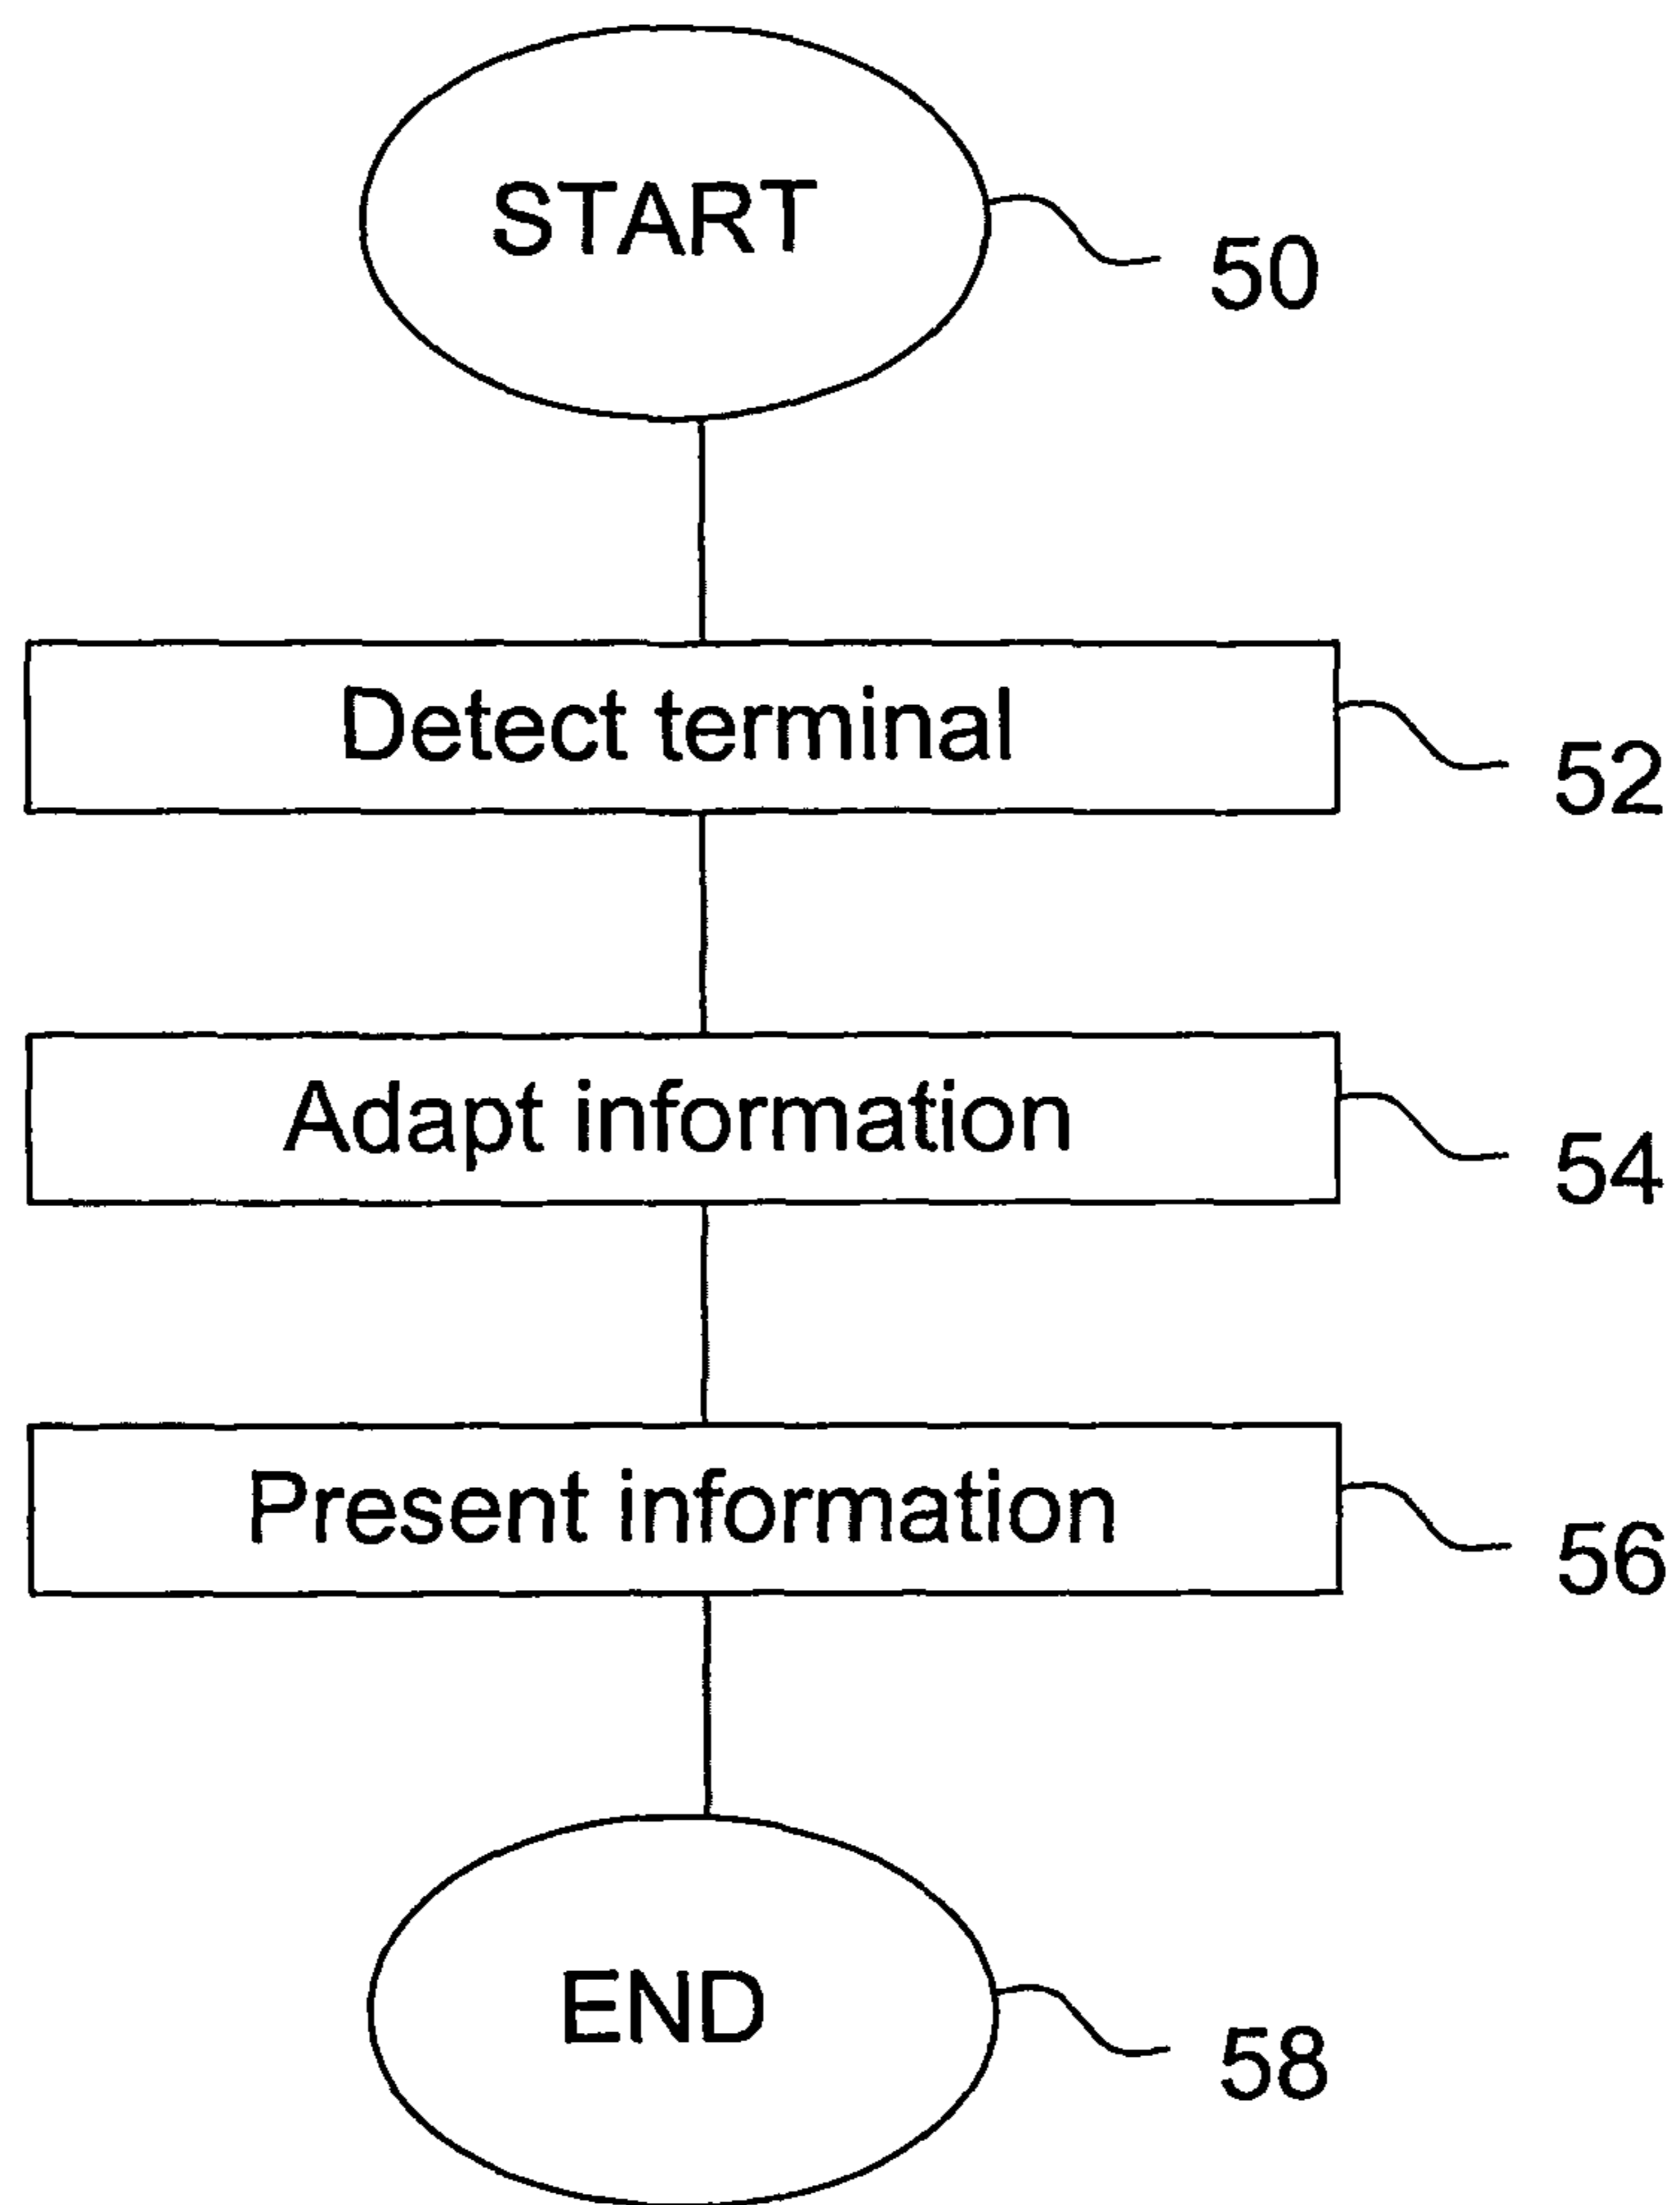 START
50
Detect terminal
52
Adapt information
54
Present information
56
END
58